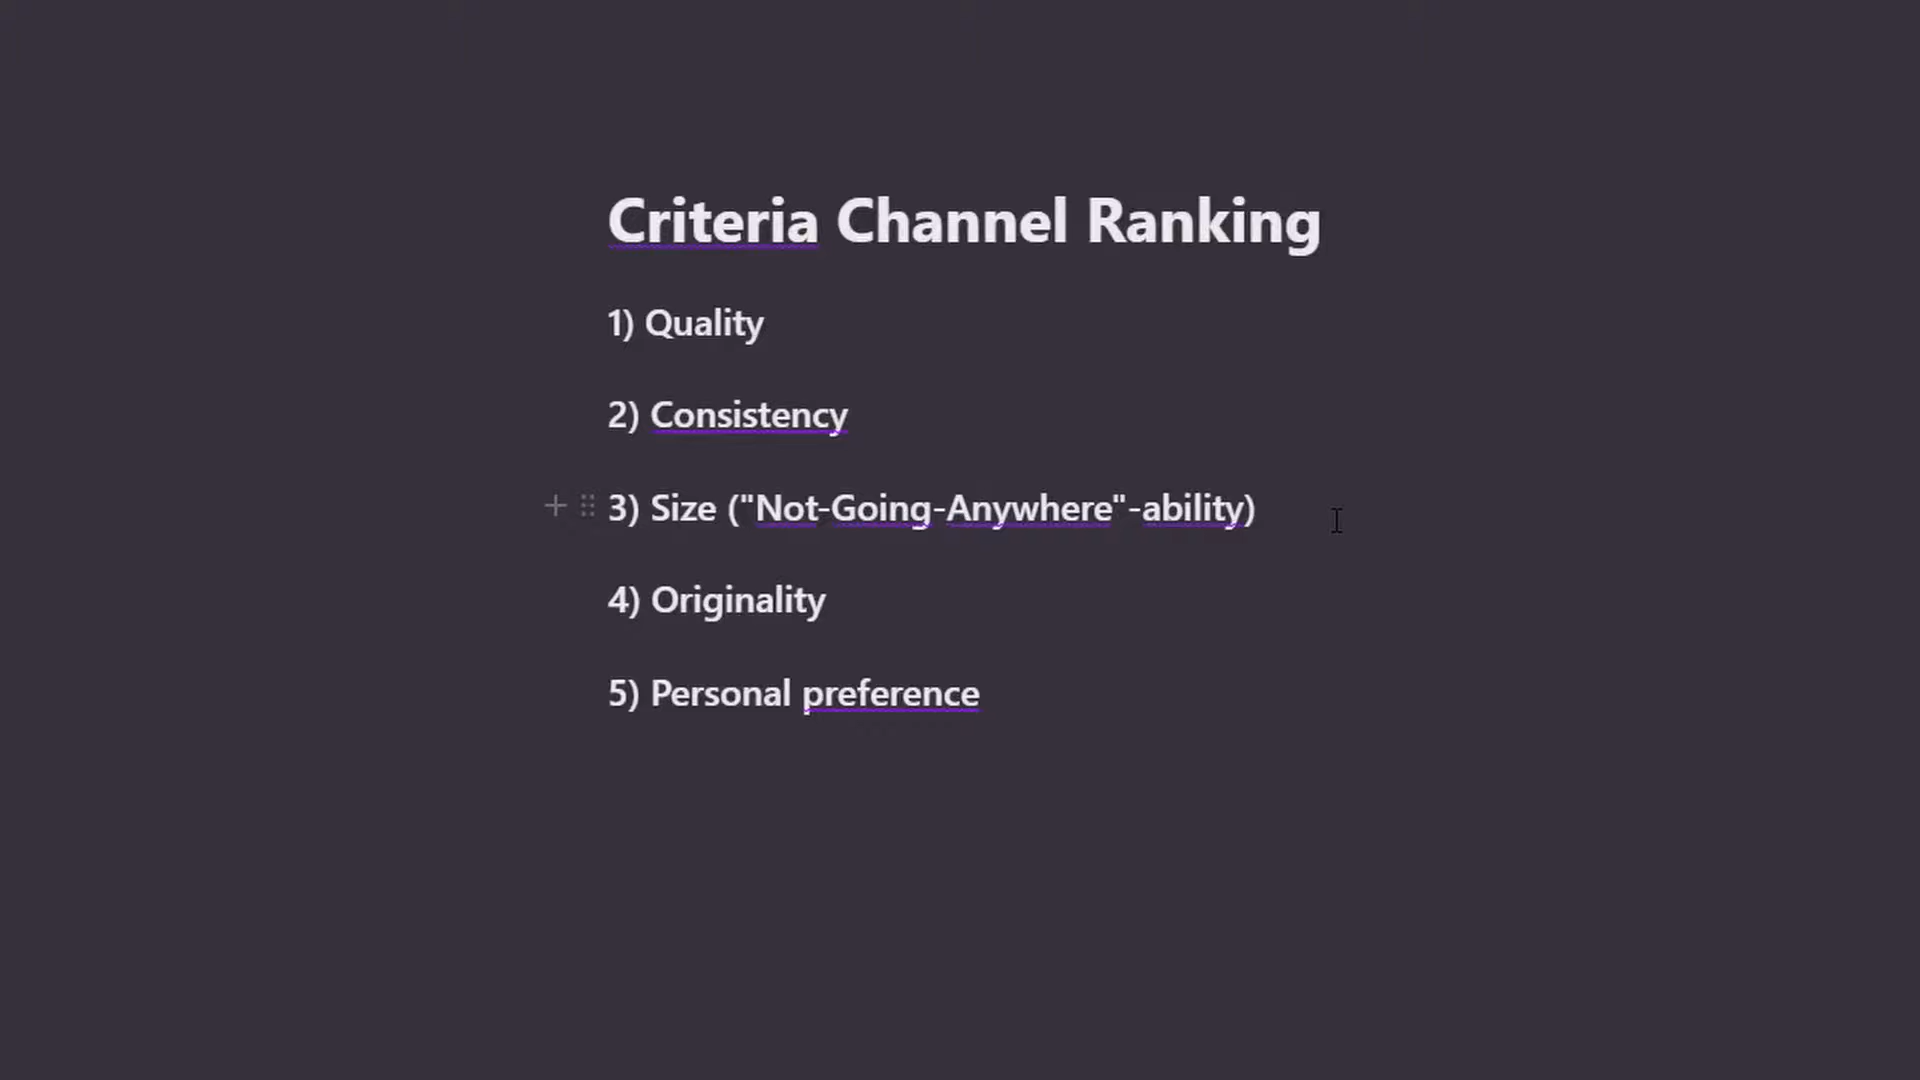 Criteria Channel Ranking
1) Quality
2) Consistency
3) Size ("Not-Going-Anywhere"-ability)
4) Originality
5) Personal preference